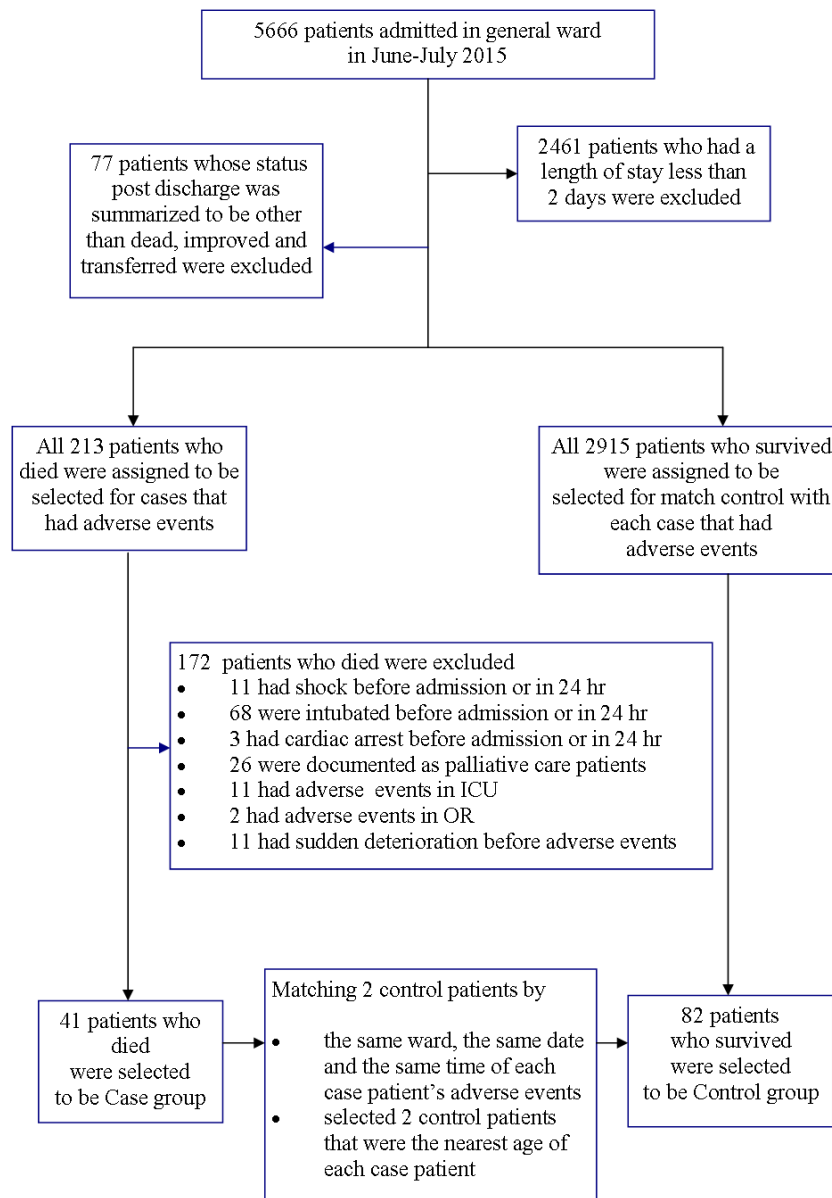 5666 patients admitted in general ward
in June-July 2015
77 patients whose status
post discharge was
summarized to be other
than dead, improved and
transferred were excluded
2461 patients who had a
length of stay less than
2 days were excluded
All 213 patients who
died were assigned to be
selected for cases that
had adverse events
All 2915 patients who survived
were assigned to be
selected for match control with
each case that had
adverse events
172 patients who died were excluded
• 11 had shock before admission or in 24 hr
• 68 were intubated before admission or in 24 hr
• 3 had cardiac arrest before admission or in 24 hr
• 26 were documented as palliative care patients
• 11 had adverse events in ICU
• 2 had adverse events in OR
• 11 had sudden deterioration before adverse events
41 patients who
died
were selected
to be Case group
Matching 2 control patients by
• the same ward, the same date
and the same time of each
case patient's adverse events
• selected 2 control patients
that were the nearest age of
each case patient
82 patients
who survived
were selected
to be Control group